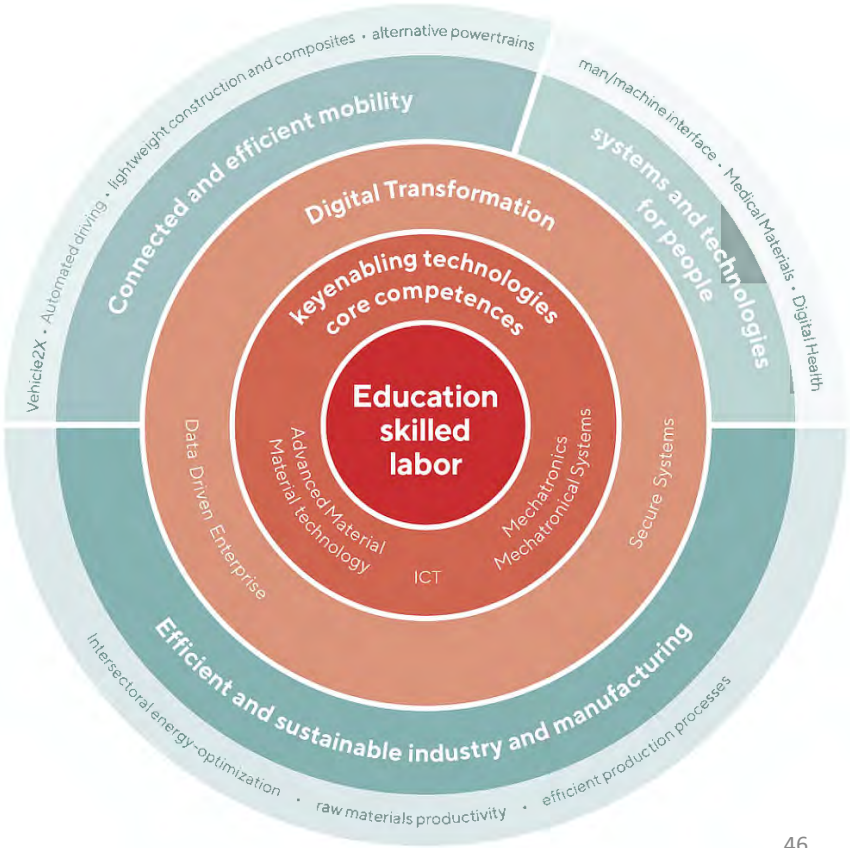 Vehicle2X • Automated driving • lightweight construction and composites • alternative powertrains
man/machine interface • Medical Materials • Digital Health
Connected and efficient mobility
systems and technologies
for people
Digital Transformation
keyenabling technologies
core competences
Education
skilled
labor
Data Driven Enterprise
Advanced Material
Material technology
ICT
Mechatronics
Mechatronical Systems
Secure Systems
Efficient and sustainable industry and manufacturing
Intersectoral energy-optimization • raw materials productivity • efficient production processes
46